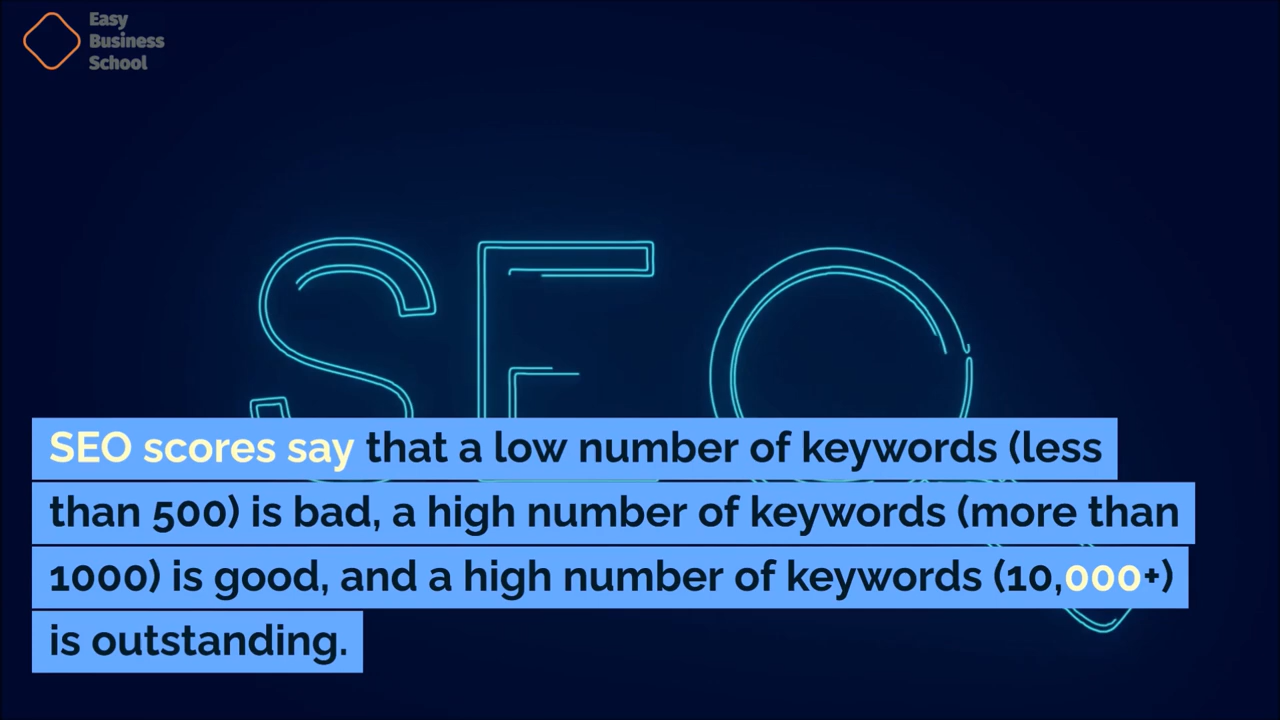 Easy
Business
School
SEO
SEO scores say that a low number of keywords (less
than 500) is bad, a high number of keywords (more than
1000) is good, and a high number of keywords (10,000+)
is outstanding.